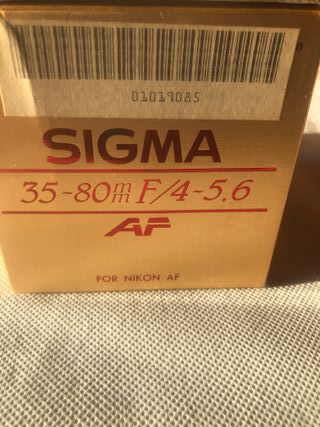 n
01019085
SIGMA
35~80mm F/4~5.6
AF
FOR NIKON AF